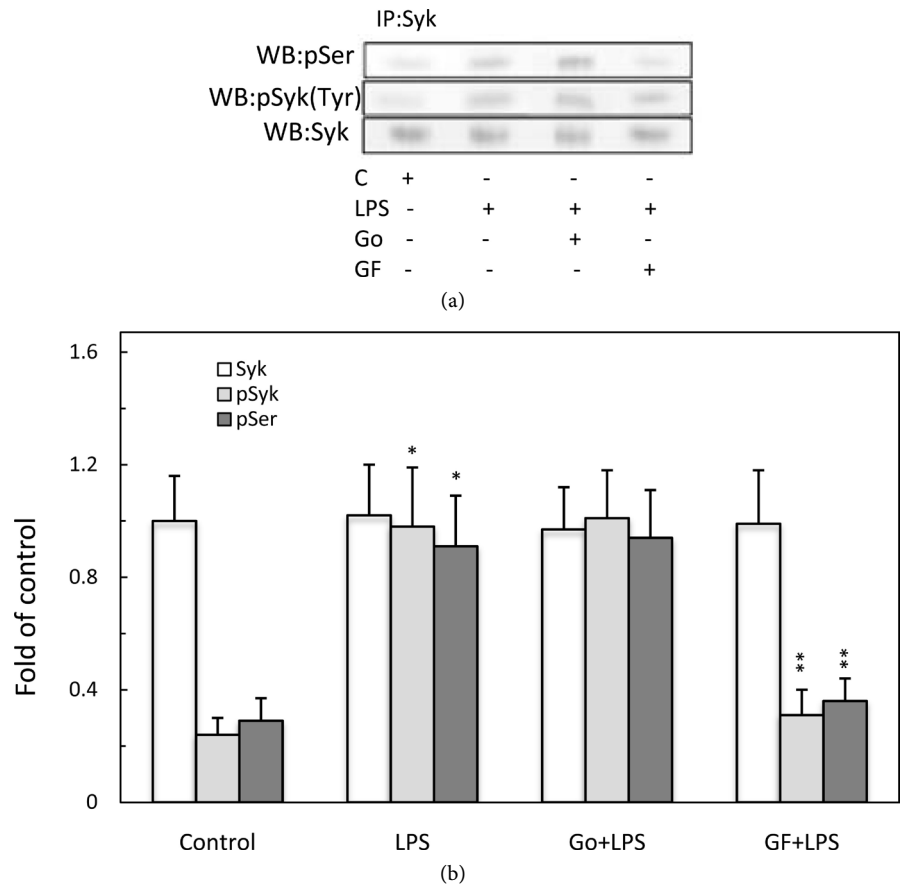 IP:Syk
WB:pSer
WB:pSyk(Tyr)
WB:Syk
C + - - -
LPS - + + +
Go - - + -
GF - - - +
(a)
1.6
Syk
pSyk
pSer
1.2
* *
0.8
0.4
** **
0
Fold of control
Control LPS Go+LPS GF+LPS
(b)